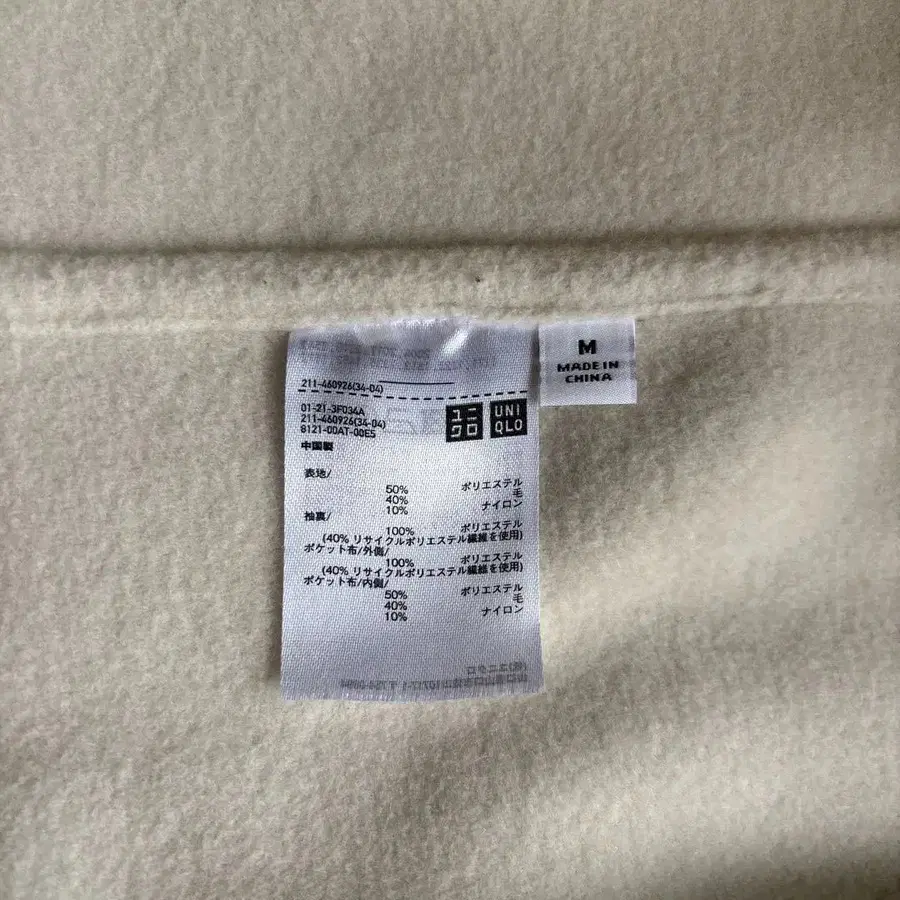 211-460926(34-04)
01-21-3F034A
211-460926(34-04)
8121-00AT-00E5
ユニ
クロ
UNI
QLO
中国製
表地/
50% ポリエステル
40% 毛
10% ナイロン
袖裏/
100% ポリエステル
(40% リサイクルポリエステル繊維を使用)
ポケット布/外側/
100% ポリエステル
(40% リサイクルポリエステル繊維を使用)
ポケット布/内側/
50% ポリエステル
40% 毛
10% ナイロン
M
MADE IN
CHINA